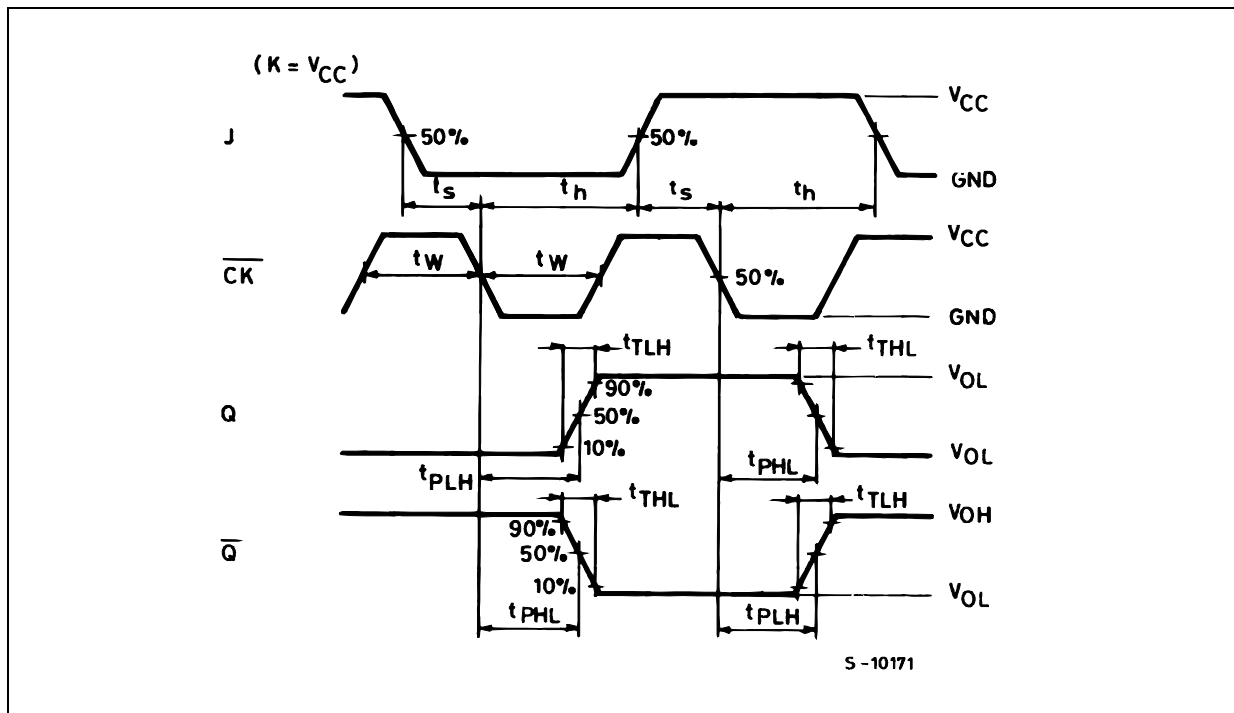 (K = VCC)
VCC
J
50%
50%
GND
ts
th
ts
th
VCC
CK
tW
tW
50%
GND
tTLH
tTHL
VOL
90%
Q
50%
10%
VOL
tPLH
tPHL
tTHL
tTLH
VOH
90%
Q
50%
10%
VOL
tPHL
tPLH
S-10171